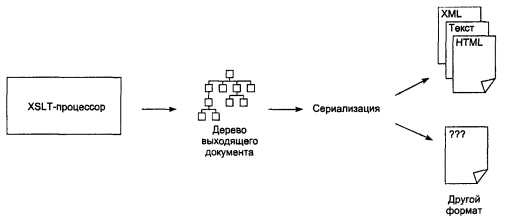 XML
Текст
HTML
XSLT-процессор
Сериализация
Дерево
выходящего
документа
???
Другой
формат